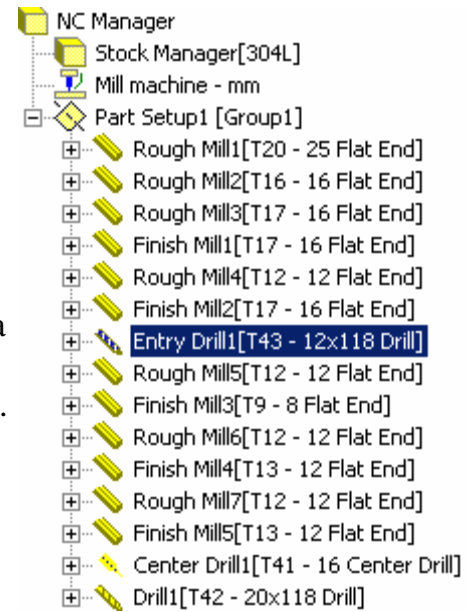 NC Manager
Stock Manager[304L]
Mill machine - mm
Part Setup1 [Group1]
Rough Mill1[T20 - 25 Flat End]
Rough Mill2[T16 - 16 Flat End]
Rough Mill3[T17 - 16 Flat End]
Finish Mill1[T17 - 16 Flat End]
Rough Mill4[T12 - 12 Flat End]
Finish Mill2[T17 - 16 Flat End]
a
Entry Drill1[T43 - 12x118 Drill]
Rough Mill5[T12 - 12 Flat End]
Finish Mill3[T9 - 8 Flat End]
.
Rough Mill6[T12 - 12 Flat End]
Finish Mill4[T13 - 12 Flat End]
Rough Mill7[T12 - 12 Flat End]
Finish Mill5[T13 - 12 Flat End]
Center Drill1[T41 - 16 Center Drill]
Drill1[T42 - 20x118 Drill]